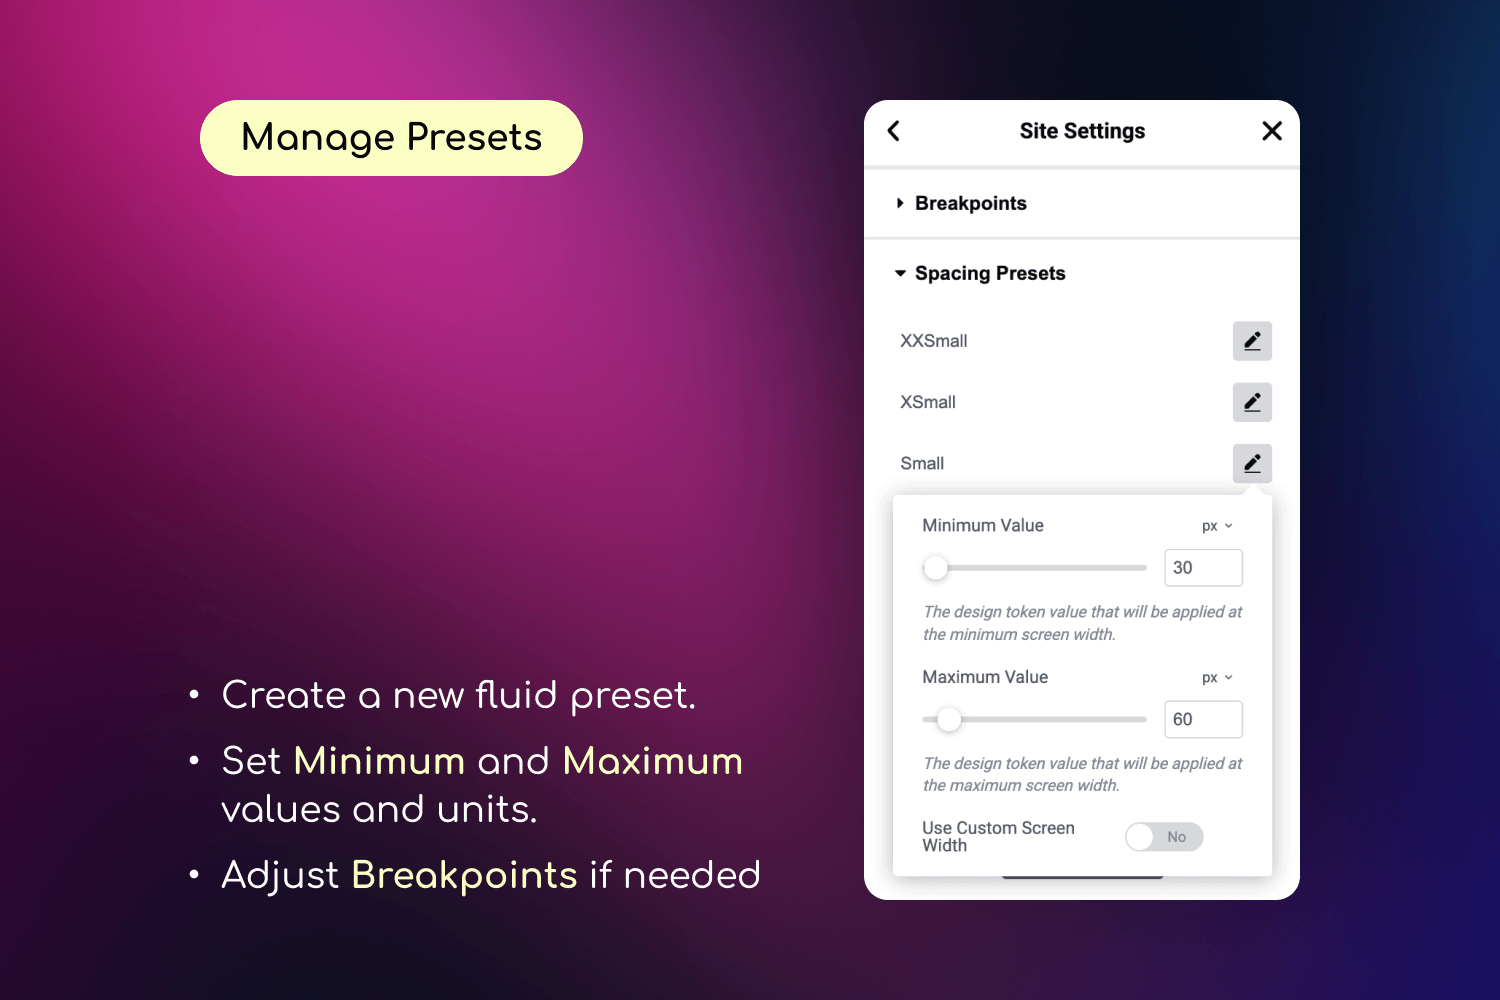 Manage Presets
• Create a new fluid preset.
• Set Minimum and Maximum
values and units.
• Adjust Breakpoints if needed
Site Settings
Breakpoints
Spacing Presets
XXSmall
XSmall
Small
Minimum Value px
30
The design token value that will be applied at
the minimum screen width.
Maximum Value px
60
The design token value that will be applied at
the maximum screen width.
Use Custom Screen
Width
No